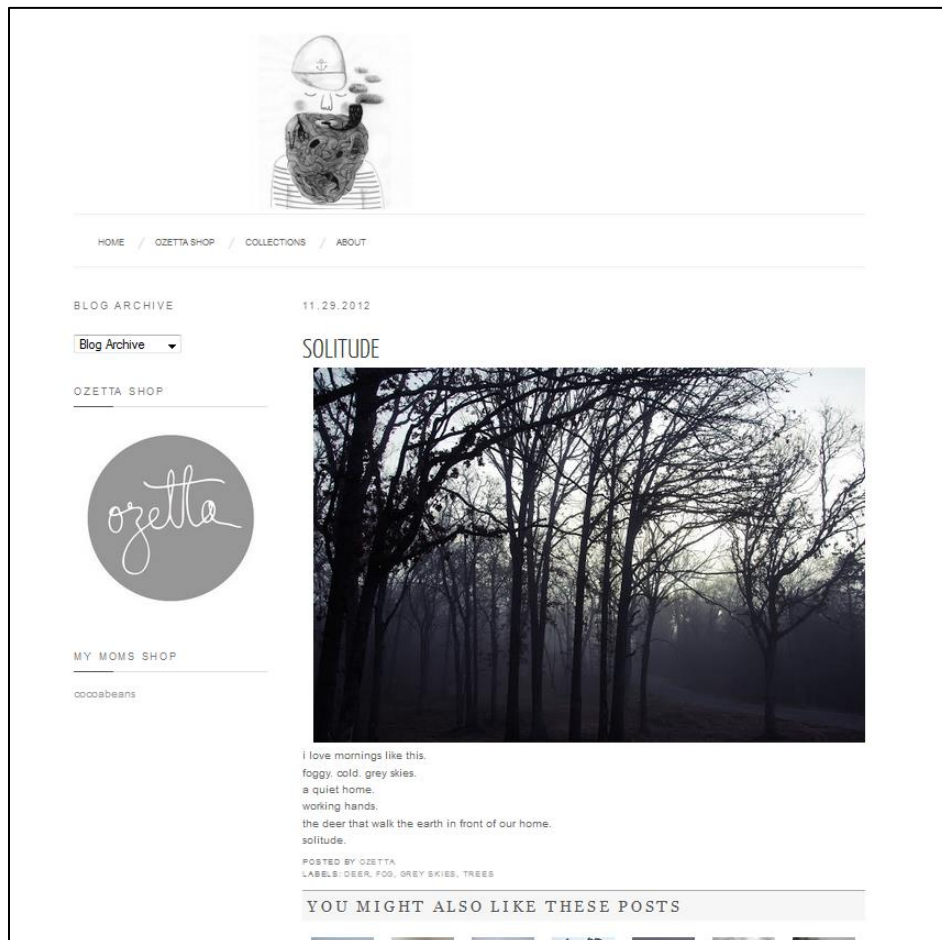 HOME / OZETTA SHOP / COLLECTIONS / ABOUT
BLOG ARCHIVE
Blog Archive
OZETTA SHOP
ozetta
MY MOMS SHOP
cocoabeans
11.29.2012
SOLITUDE
i love mornings like this.
foggy. cold. grey skies.
a quiet home.
working hands.
the deer that walk the earth in front of our home.
solitude.
POSTED BY OZETTA
LABELS: DEER, FOG, GREY SKIES, TREES
YOU MIGHT ALSO LIKE THESE POSTS